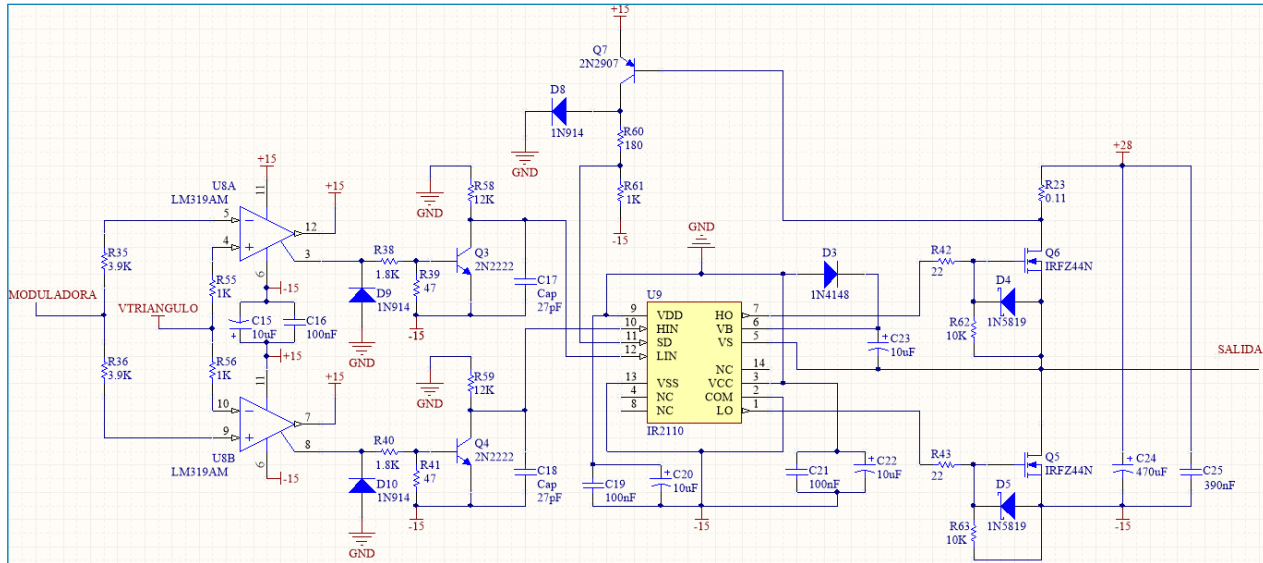 +15
Q7
2N2907
D8
1N914
GND
R60
180
R61
1K
-15
+28
R23
0.11
+15
U8A
LM319AM
+15
11
5
12
4
3
6
-15
R35
3.9K
R55
1K
MODULADORA
VTRIANGULO
C15
10uF
C16
100nF
+15
R36
3.9K
R56
1K
11
+15
10
7
9
8
6
-15
U8B
LM319AM
GND
R58
12K
R38
1.8K
R39
47
Q3
2N2222
D9
1N914
C17
Cap
27pF
-15
GND
GND
R59
12K
R40
1.8K
R41
47
Q4
2N2222
D10
1N914
C18
Cap
27pF
-15
GND
GND
D3
1N4148
U9
9 VDD
10 HIN
11 SD
12 LIN
13 VSS
4 NC
8 NC
HO 7
VB 6
VS 5
NC 14
VCC 3
COM 2
LO 1
IR2110
C23
10uF
C19
100nF
C20
10uF
C21
100nF
C22
10uF
-15
R42
22
Q6
IRFZ44N
D4
1N5819
R62
10K
SALIDA
R43
22
Q5
IRFZ44N
D5
1N5819
R63
10K
C24
470uF
C25
390nF
-15